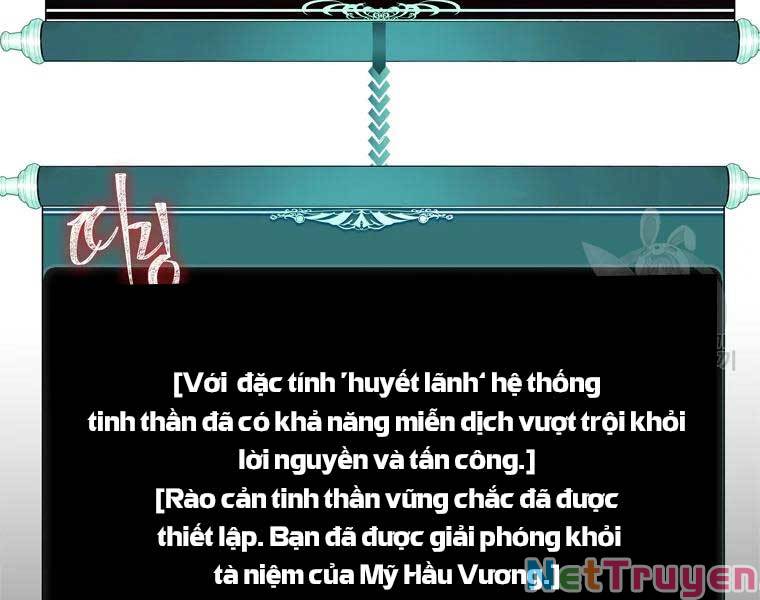 띠링
[Với đặc tính 'huyết lãnh' hệ thống
tinh thần đã có khả năng miễn dịch vượt trội khỏi
lời nguyền và tấn công.]
[Rào cản tinh thần vững chắc đã được
thiết lập. Bạn đã được giải phóng khỏi
tà niệm của Mỹ Hầu Vương.]
NetTruyen